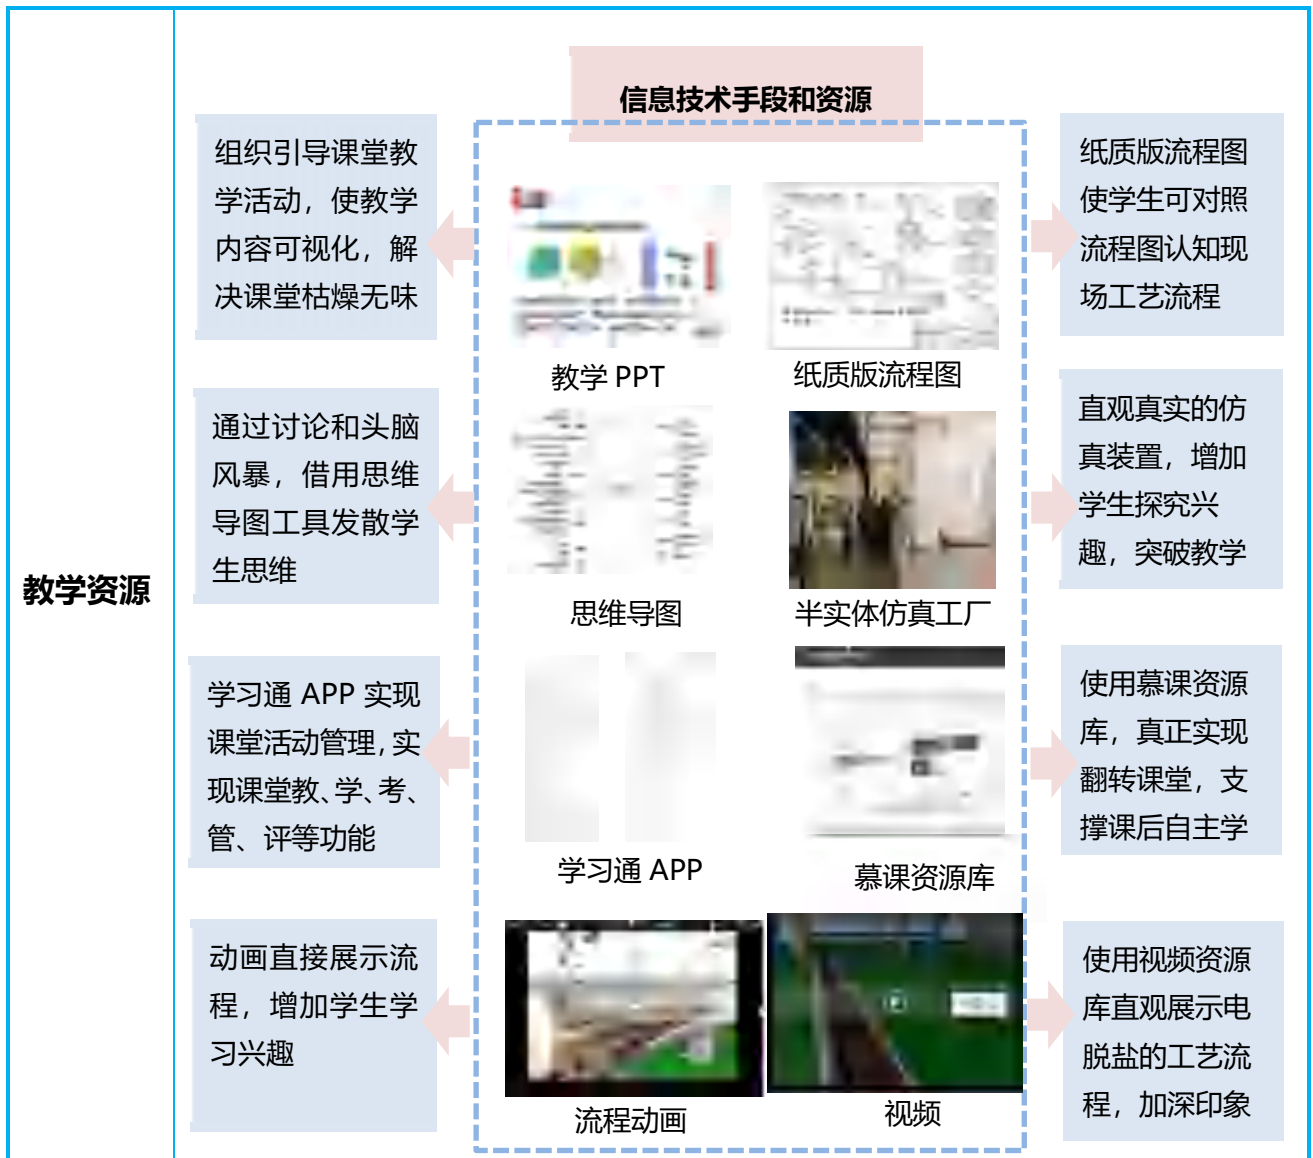 教学资源
信息技术手段和资源
组织引导课堂教
学活动，使教学
内容可视化，解
决课堂枯燥无味
教学 PPT
纸质版流程图
纸质版流程图
使学生可对照
流程图认知现
场工艺流程
通过讨论和头脑
风暴，借用思维
导图工具发散学
生思维
思维导图
半实体仿真工厂
直观真实的仿
真装置，增加
学生探究兴
趣，突破教学
学习通 APP 实现
课堂活动管理，实
现课堂教、学、考、
管、评等功能
学习通 APP
慕课资源库
使用慕课资源
库，真正实现
翻转课堂，支
撑课后自主学
动画直接展示流
程，增加学生学
习兴趣
流程动画
视频
使用视频资源
库直观展示电
脱盐的工艺流
程，加深印象